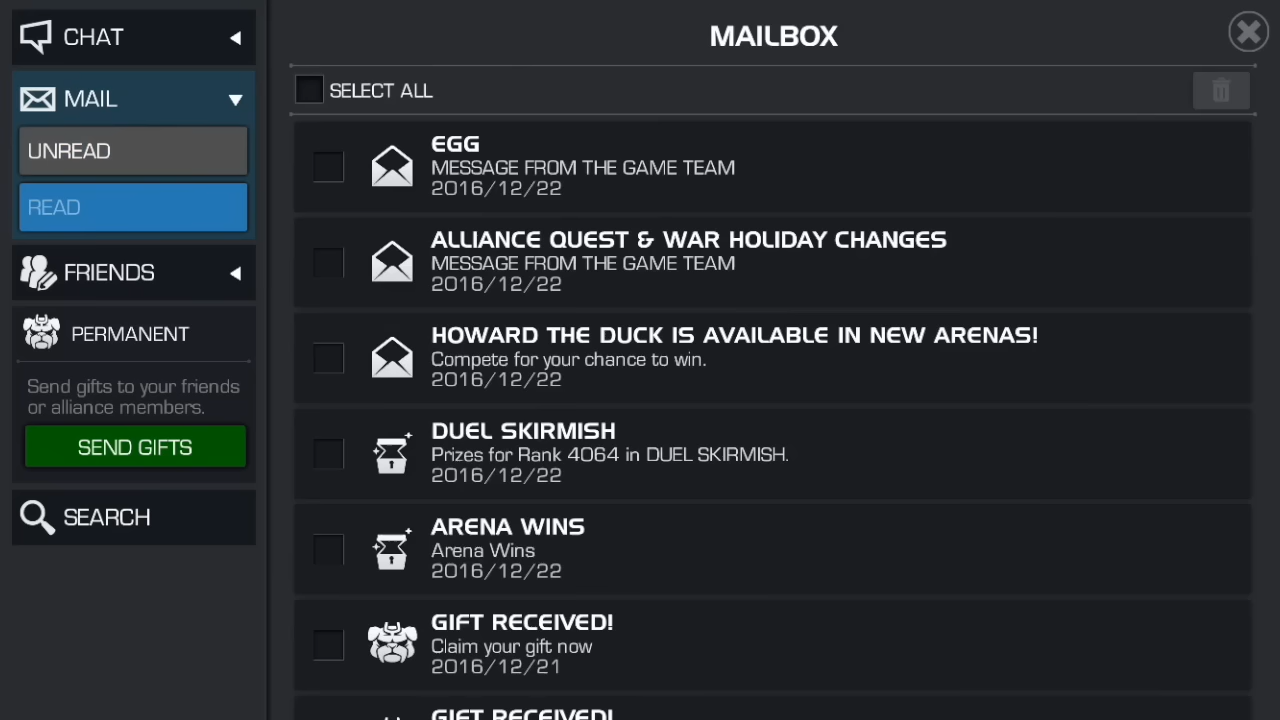 CHAT
MAIL
UNREAD
READ
FRIENDS
PERMANENT
Send gifts to your friends
or alliance members.
SEND GIFTS
SEARCH
MAILBOX
SELECT ALL
EGG
MESSAGE FROM THE GAME TEAM
2016/12/22
ALLIANCE QUEST & WAR HOLIDAY CHANGES
MESSAGE FROM THE GAME TEAM
2016/12/22
HOWARD THE DUCK IS AVAILABLE IN NEW ARENAS!
Compete for your chance to win.
2016/12/22
DUEL SKIRMISH
Prizes for Rank 4064 in DUEL SKIRMISH.
2016/12/22
ARENA WINS
Arena Wins
2016/12/22
GIFT RECEIVED!
Claim your gift now
2016/12/21
GIFT RECEIVED!